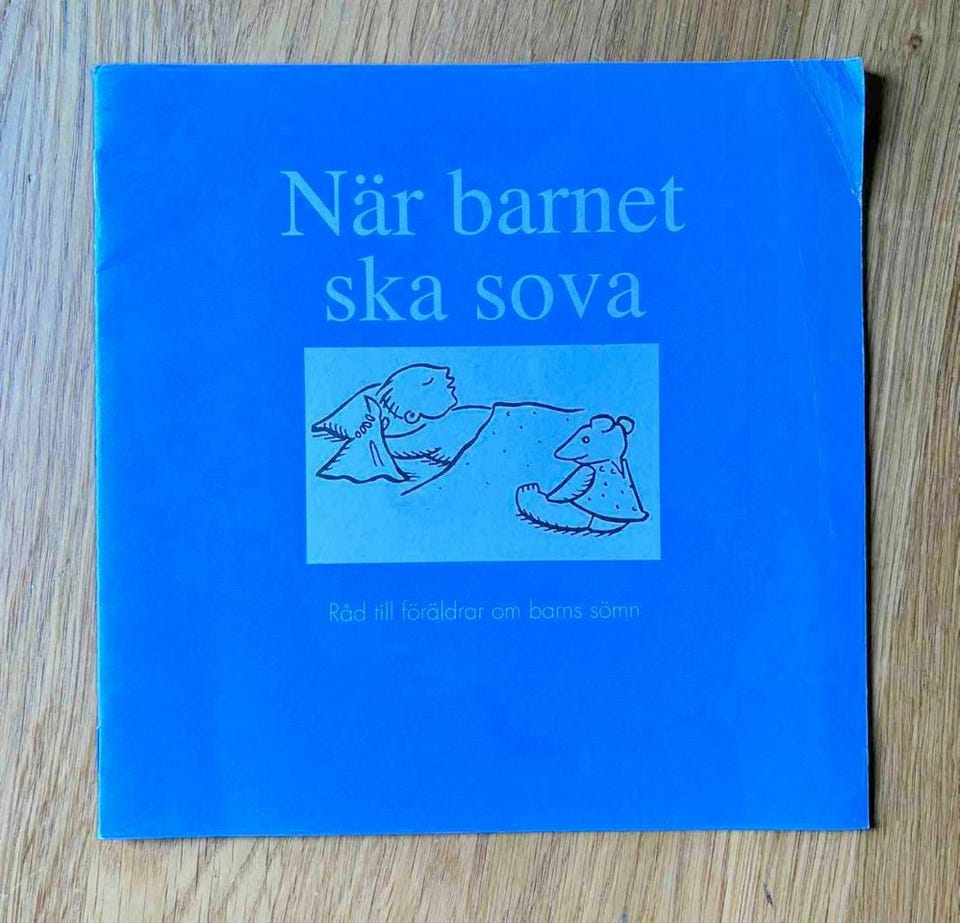 När barnet
ska sova
Råd till föräldrar om barns sömn